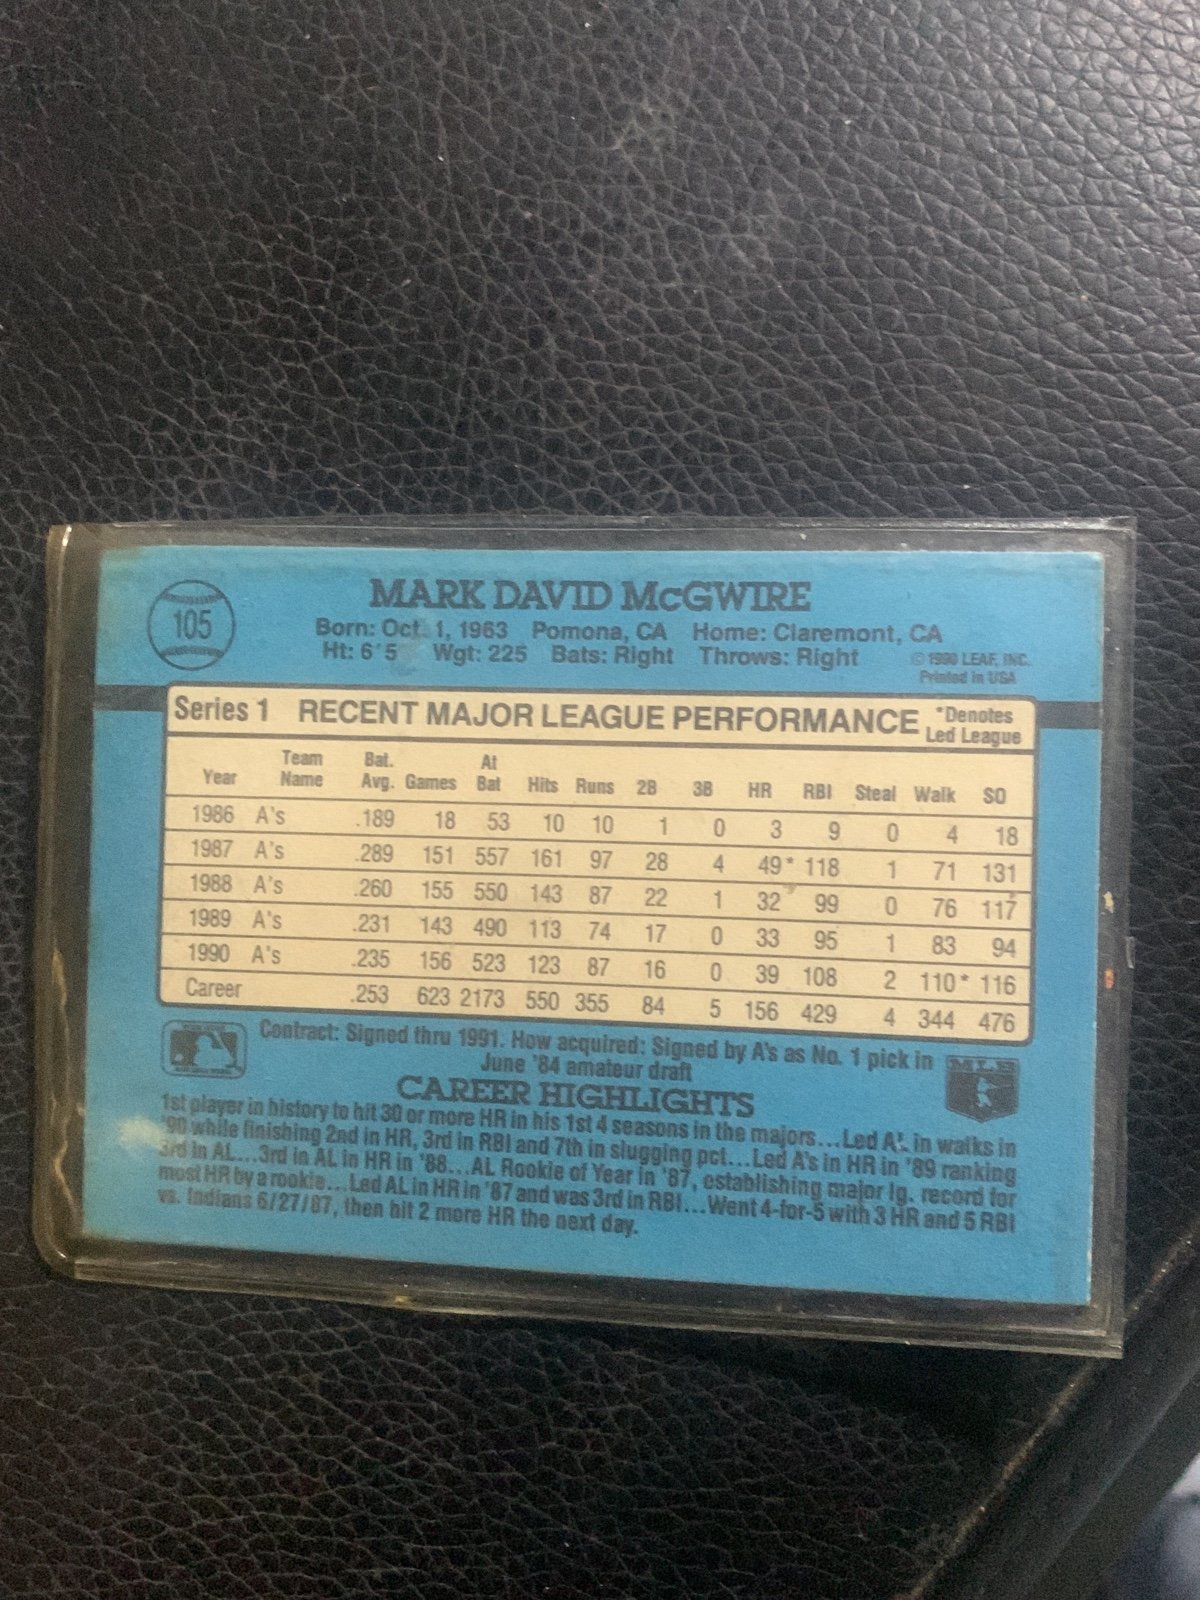 105
MARK DAVID McGWIRE
Born: Oct. 1, 1963 Pomona, CA Home: Claremont, CA
Ht: 6'5 Wgt: 225 Bats: Right Throws: Right
© 1990 LEAF, INC.
Printed in USA
Series 1 RECENT MAJOR LEAGUE PERFORMANCE *Denotes Led League
Year Team Name Bat. Avg. Games At Bat Hits Runs 2B 3B HR RBI Steal Walk SO
1986 A's .189 18 53 10 10 1 0 3 9 0 4 18
1987 A's .289 151 557 161 97 28 4 49* 118 1 71 131
1988 A's .260 155 550 143 87 22 1 32 99 0 76 117
1989 A's .231 143 490 113 74 17 0 33 95 1 83 94
1990 A's .235 156 523 123 87 16 0 39 108 2 110* 116
Career .253 623 2173 550 355 84 5 156 429 4 344 476
Contract: Signed thru 1991. How acquired: Signed by A's as No. 1 pick in
June '84 amateur draft
MLB
CAREER HIGHLIGHTS
1st player in history to hit 30 or more HR in his 1st 4 seasons in the majors...Led AL in walks in
'90 while finishing 2nd in HR, 3rd in RBI and 7th in slugging pct...Led A's in HR in '89 ranking
3rd in AL...3rd in AL in HR in '88...AL Rookie of Year in '87, establishing major lg. record for
most HR by a rookie...Led AL in HR in '87 and was 3rd in RBI...Went 4-for-5 with 3 HR and 5 RBI
vs. Indians 6/27/87, then hit 2 more HR the next day.